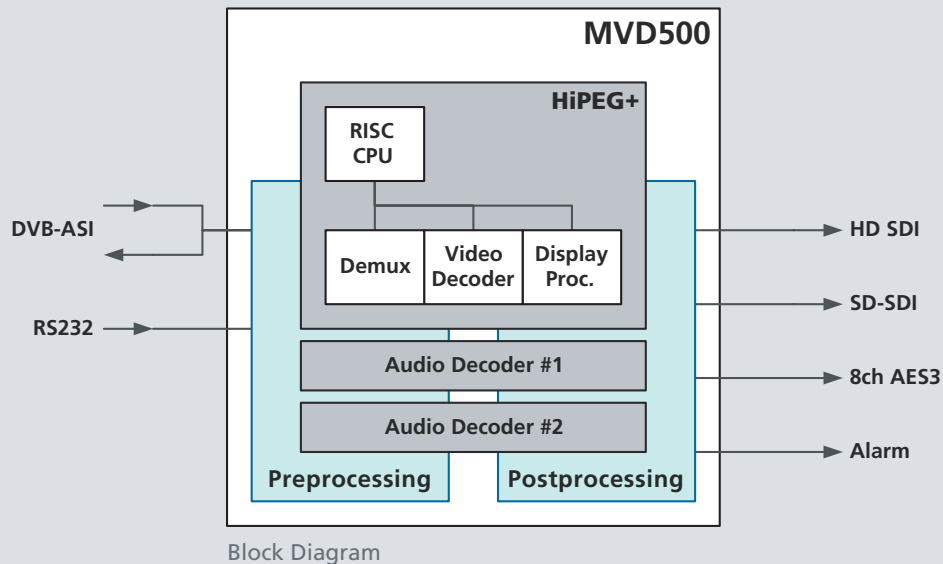 MVD500
HiPEG+
RISC
CPU
DVB-ASI
Demux
Video
Decoder
Display
Proc.
HD SDI
SD-SDI
RS232
Audio Decoder #1
8ch AES3
Audio Decoder #2
Alarm
Preprocessing
Postprocessing
Block Diagram